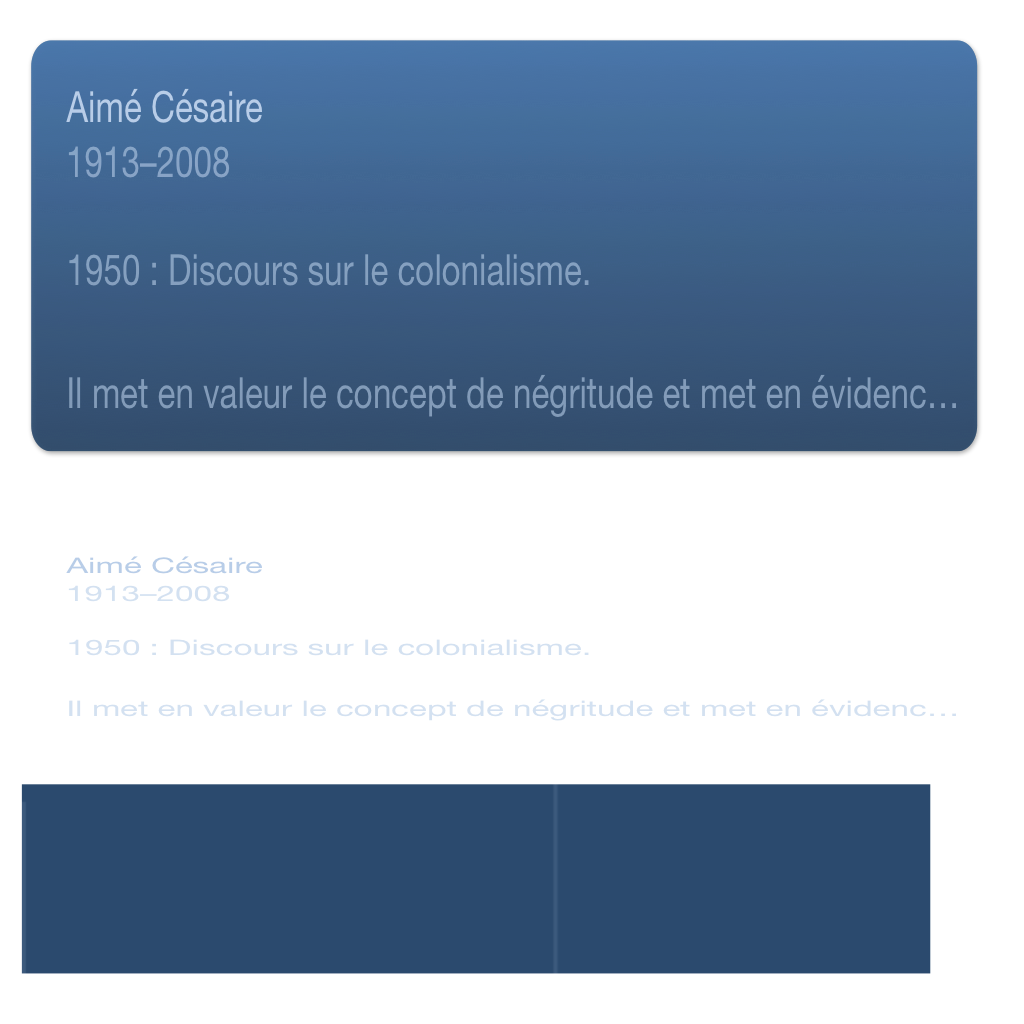 Aimé Césaire
1913–2008
1950 : Discours sur le colonialisme.
Il met en valeur le concept de négritude et met en évidenc…
Aimé Césaire
1913–2008
1950 : Discours sur le colonialisme.
Il met en valeur le concept de négritude et met en évidenc…